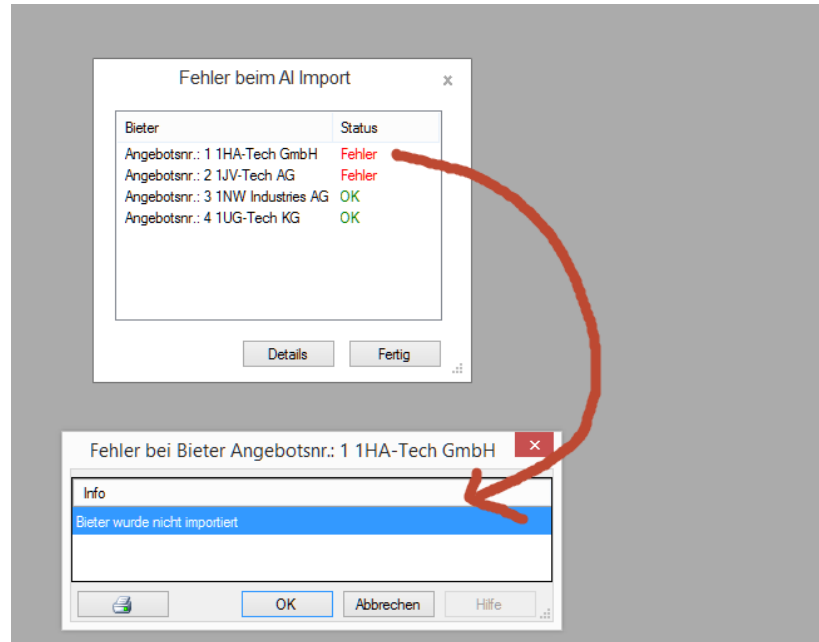 Fehler beim AI Import
Bieter Status
Angebotsnr.: 1 1HA-Tech GmbH Fehler
Angebotsnr.: 2 1JV-Tech AG Fehler
Angebotsnr.: 3 1NW Industries AG OK
Angebotsnr.: 4 1UG-Tech KG OK
Details Fertig
Fehler bei Bieter Angebotsnr.: 1 1HA-Tech GmbH
Info
Bieter wurde nicht importiert
OK Abbrechen Hilfe